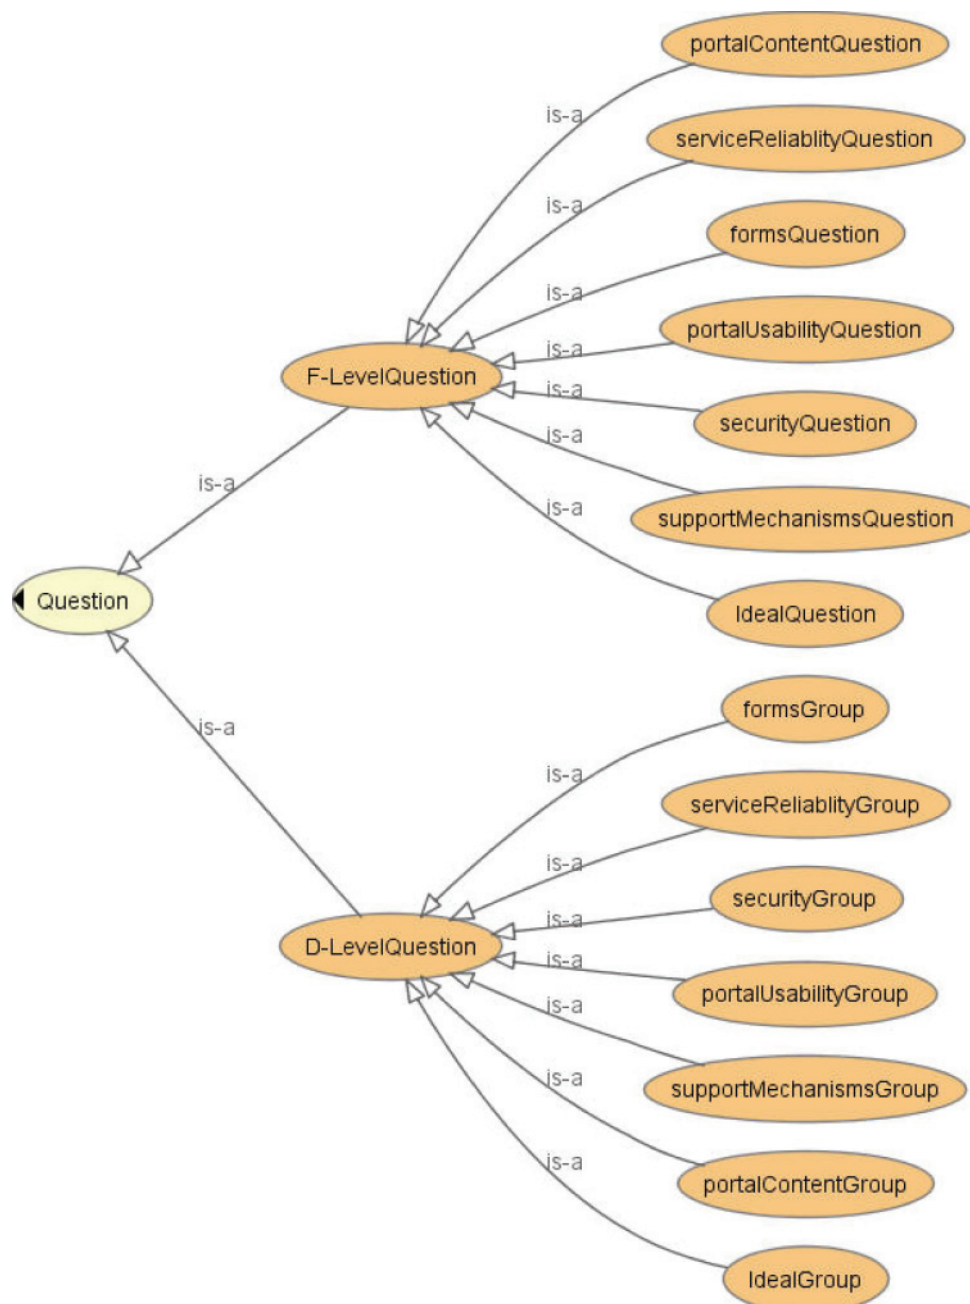 portalContentQuestion
is-a
serviceReliablityQuestion
is-a
formsQuestion
is-a
portalUsabilityQuestion
is-a
F-LevelQuestion
is-a
securityQuestion
is-a
is-a
supportMechanismsQuestion
is-a
Question
IdealQuestion
formsGroup
is-a
is-a
serviceReliablityGroup
is-a
securityGroup
is-a
D-LevelQuestion
is-a
portalUsabilityGroup
is-a
supportMechanismsGroup
is-a
is-a
portalContentGroup
IdealGroup